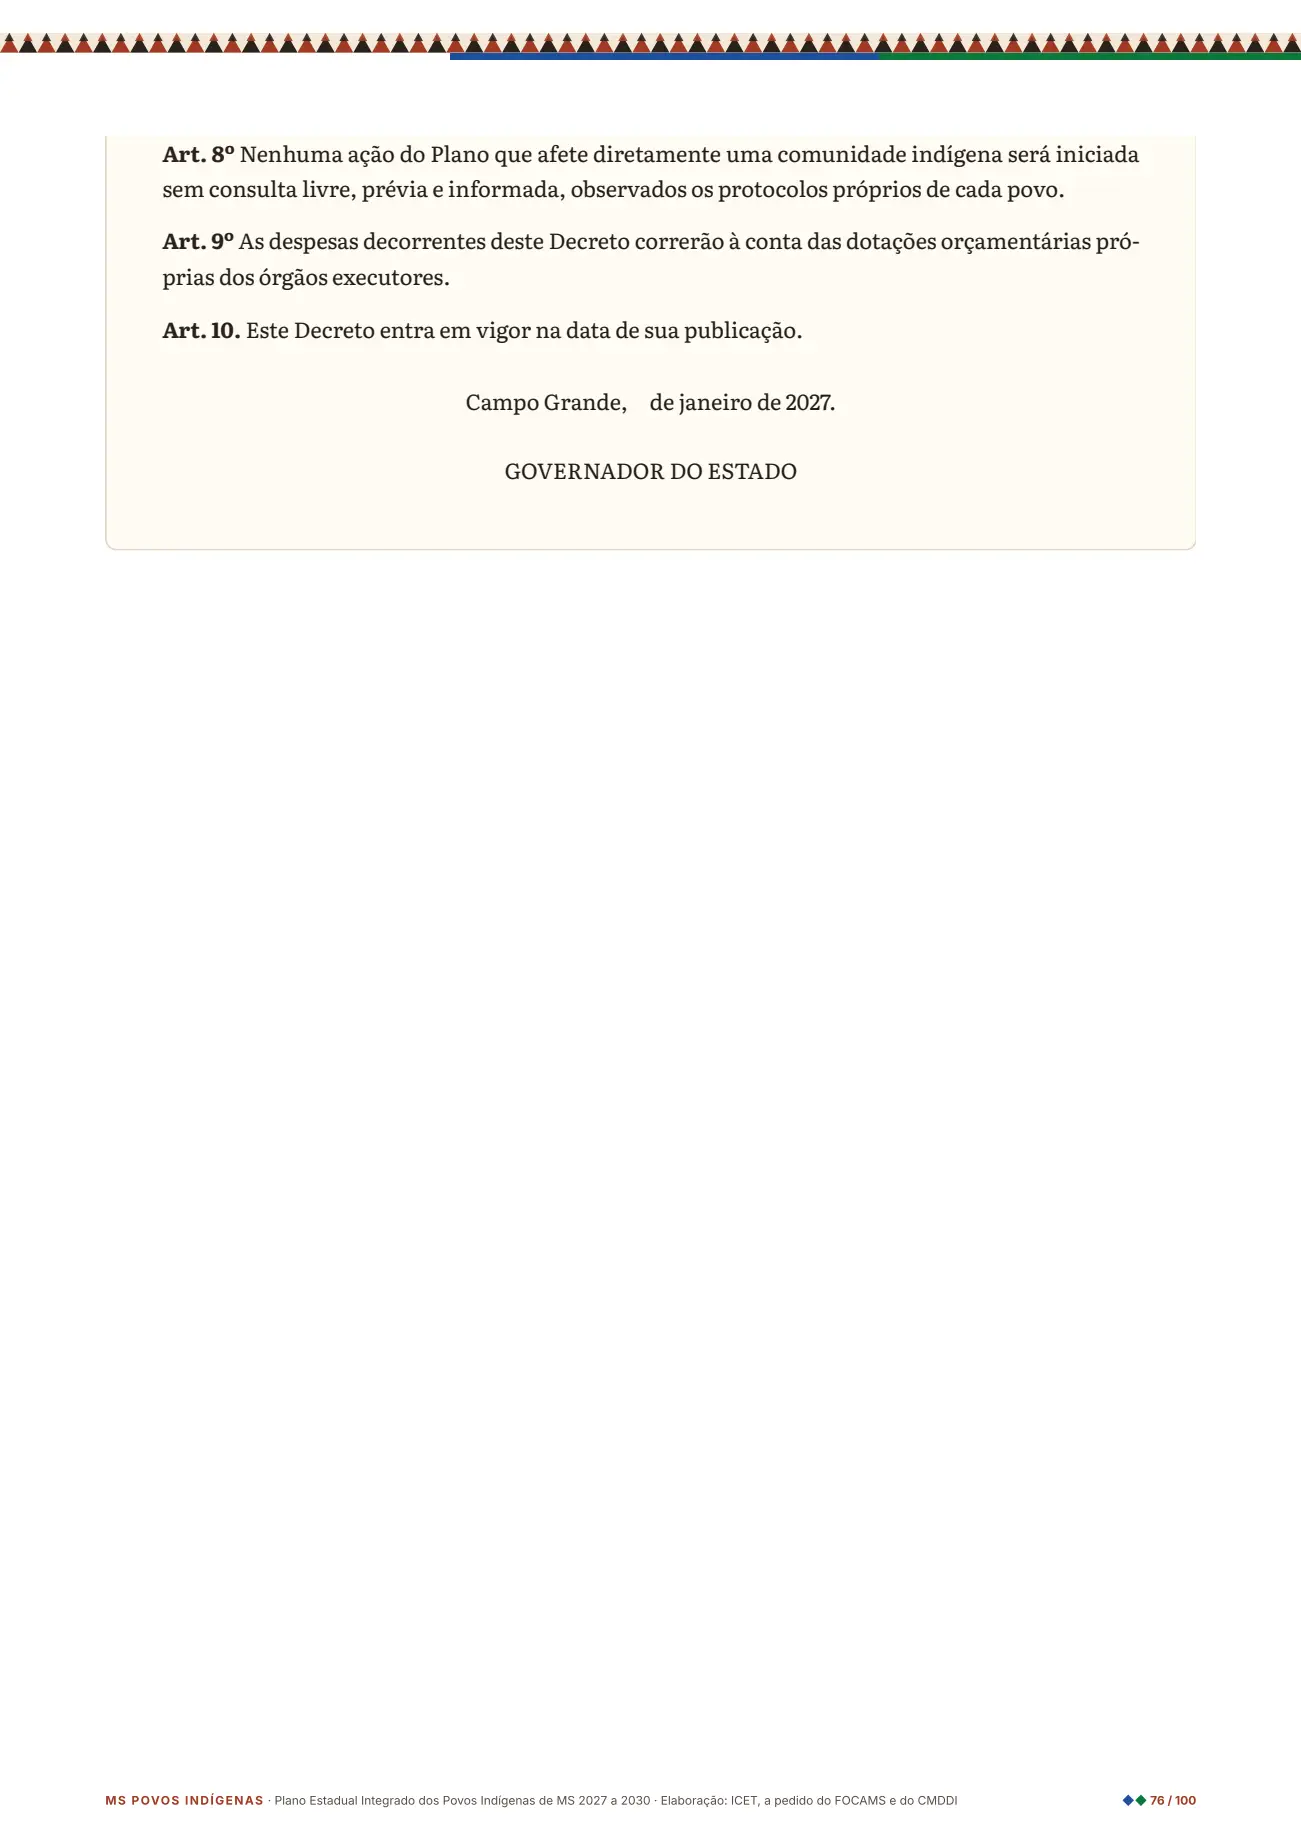 Art. 8º Nenhuma ação do Plano que afete diretamente uma comunidade indígena será iniciada
sem consulta livre, prévia e informada, observados os protocolos próprios de cada povo.
Art. 9º As despesas decorrentes deste Decreto correrão à conta das dotações orçamentárias pró-
prias dos órgãos executores.
Art. 10. Este Decreto entra em vigor na data de sua publicação.
Campo Grande,    de janeiro de 2027.
GOVERNADOR DO ESTADO
MS POVOS INDÍGENAS · Plano Estadual Integrado dos Povos Indígenas de MS 2027 a 2030 · Elaboração: ICET, a pedido do FOCAMS e do CMDDI
76 / 100